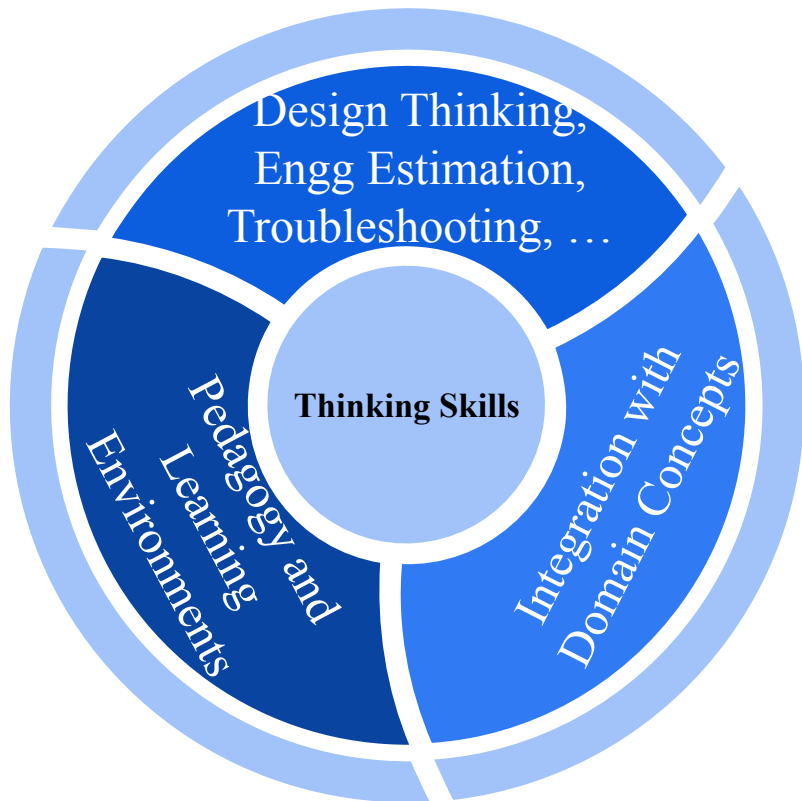 Design Thinking,
Engg Estimation,
Troubleshooting, …
Thinking Skills
Integration with
Domain Concepts
Pedagogy and
Learning
Environments